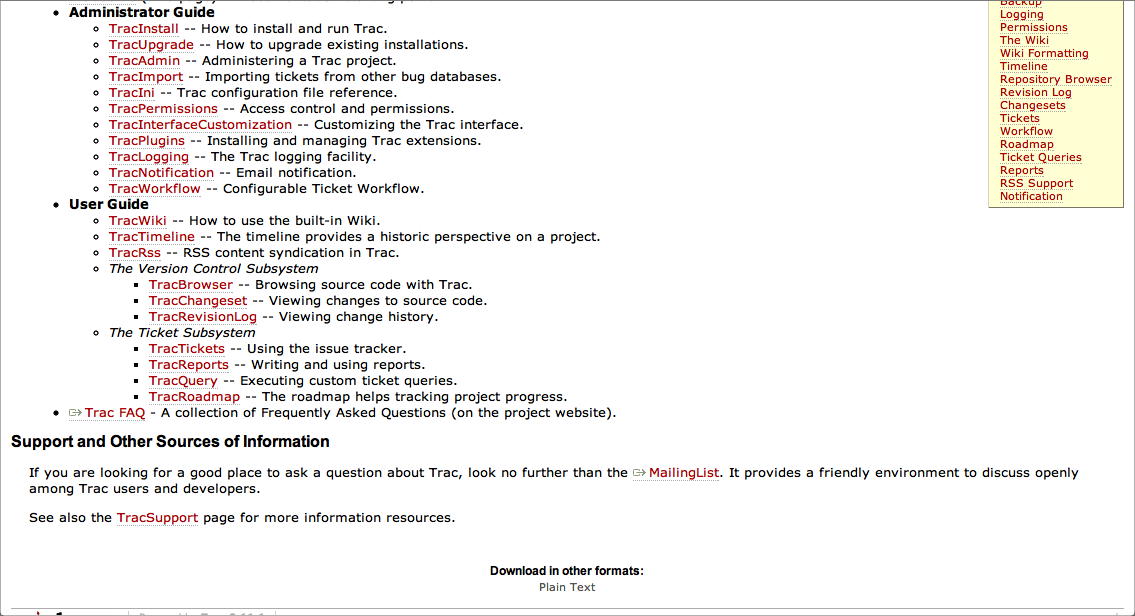 Administrator Guide
TracInstall -- How to install and run Trac.
TracUpgrade -- How to upgrade existing installations.
TracAdmin -- Administering a Trac project.
TracImport -- Importing tickets from other bug databases.
TracIni -- Trac configuration file reference.
TracPermissions -- Access control and permissions.
TracInterfaceCustomization -- Customizing the Trac interface.
TracPlugins -- Installing and managing Trac extensions.
TracLogging -- The Trac logging facility.
TracNotification -- Email notification.
TracWorkflow -- Configurable Ticket Workflow.
User Guide
TracWiki -- How to use the built-in Wiki.
TracTimeline -- The timeline provides a historic perspective on a project.
TracRss -- RSS content syndication in Trac.
The Version Control Subsystem
TracBrowser -- Browsing source code with Trac.
TracChangeset -- Viewing changes to source code.
TracRevisionLog -- Viewing change history.
The Ticket Subsystem
TracTickets -- Using the issue tracker.
TracReports -- Writing and using reports.
TracQuery -- Executing custom ticket queries.
TracRoadmap -- The roadmap helps tracking project progress.
Trac FAQ - A collection of Frequently Asked Questions (on the project website).
Support and Other Sources of Information
If you are looking for a good place to ask a question about Trac, look no further than the MailingList. It provides a friendly environment to discuss openly
among Trac users and developers.
See also the TracSupport page for more information resources.
Download in other formats:
Plain Text
Backup
Logging
Permissions
The Wiki
Wiki Formatting
Timeline
Repository Browser
Revision Log
Changesets
Tickets
Workflow
Roadmap
Ticket Queries
Reports
RSS Support
Notification